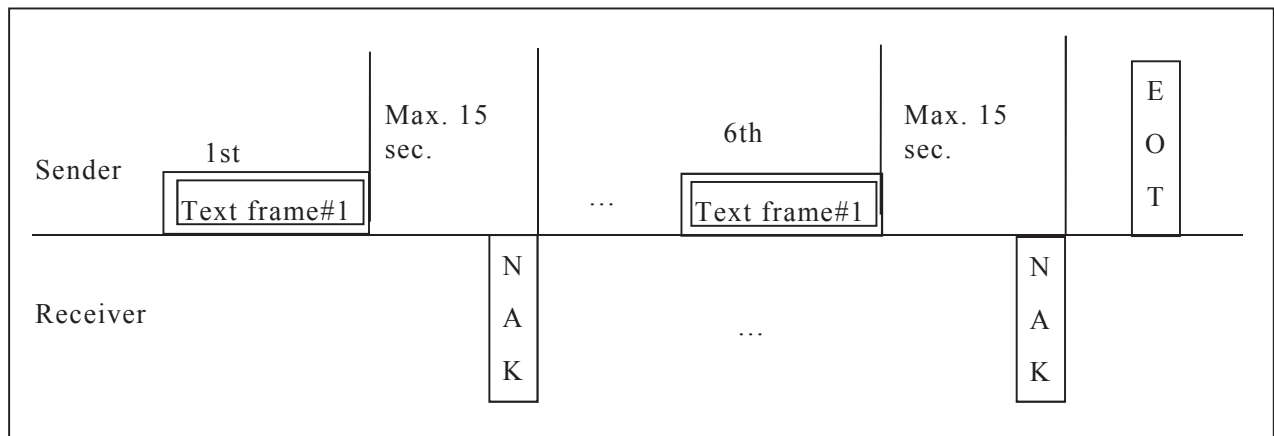 Sender
1st
Text frame#1
Max. 15
sec.
...
6th
Text frame#1
Max. 15
sec.
E
O
T
Receiver
N
A
K
...
N
A
K